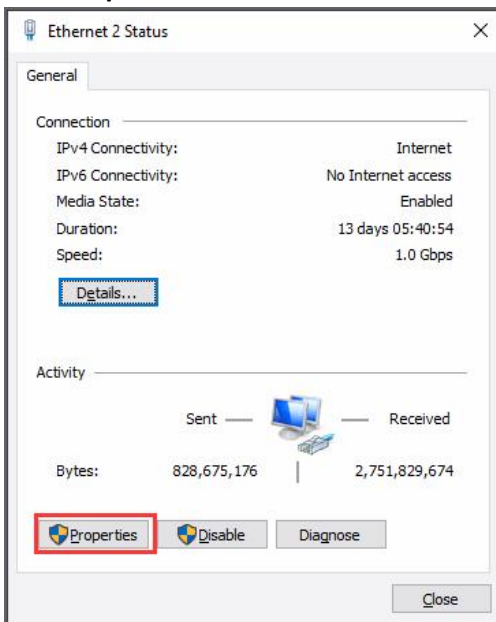 Ethernet 2 Status
General
Connection
IPv4 Connectivity: Internet
IPv6 Connectivity: No Internet access
Media State: Enabled
Duration: 13 days 05:40:54
Speed: 1.0 Gbps
Details...
Activity
Sent — — Received
Bytes: 828,675,176 | 2,751,829,674
Properties Disable Diagnose
Close